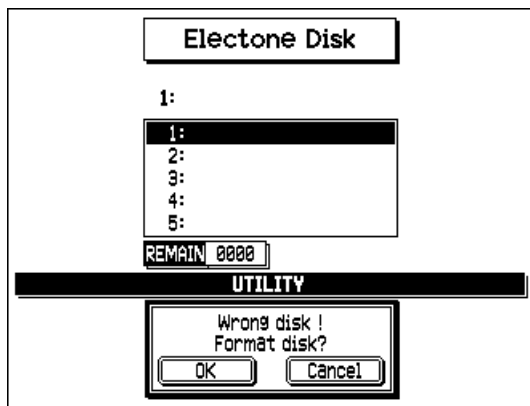 Electone Disk
1:
1:
2:
3:
4:
5:
REMAIN 0000
UTILITY
Wrong disk !
Format disk?
OK Cancel